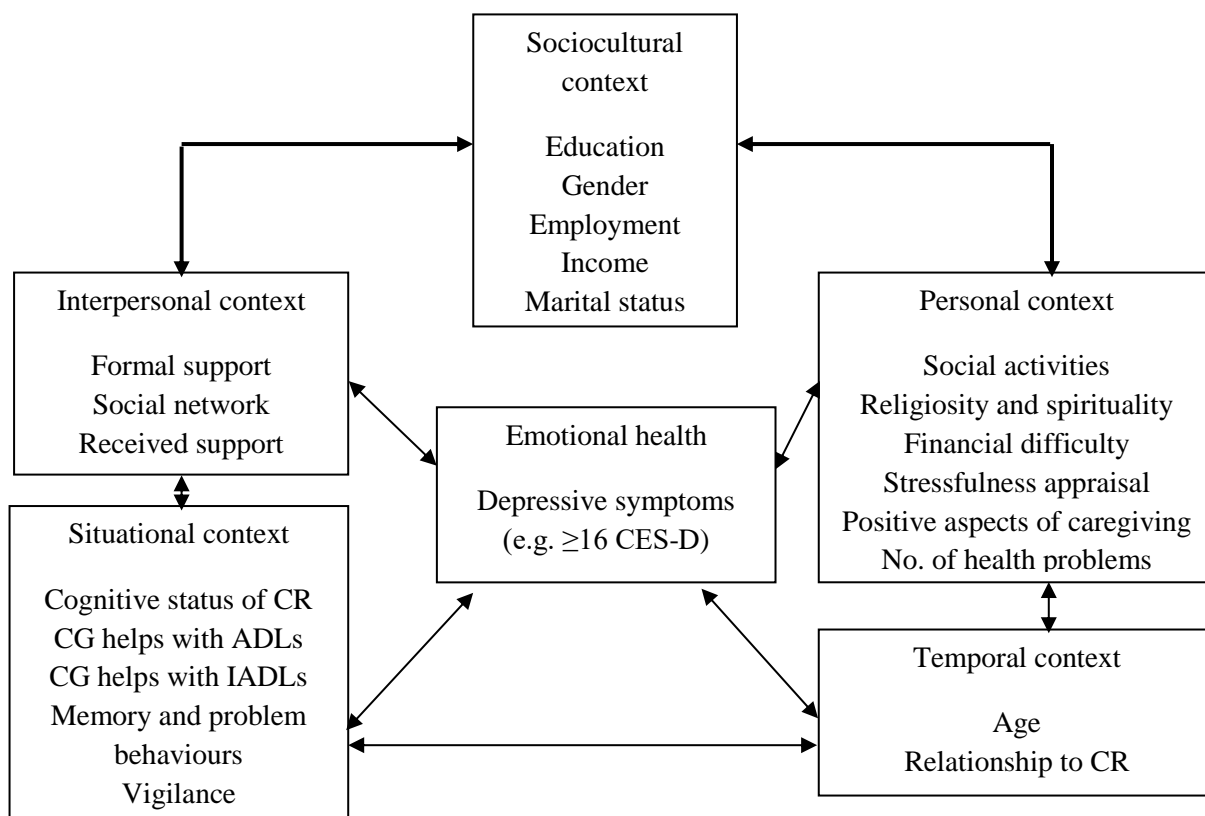 Sociocultural
context
Education
Gender
Employment
Income
Marital status
Interpersonal context
Formal support
Social network
Received support
Personal context
Social activities
Religiosity and spirituality
Financial difficulty
Stressfulness appraisal
Positive aspects of caregiving
No. of health problems
Emotional health
Depressive symptoms
(e.g. ≥16 CES-D)
Situational context
Cognitive status of CR
CG helps with ADLs
CG helps with IADLs
Memory and problem
behaviours
Vigilance
Temporal context
Age
Relationship to CR